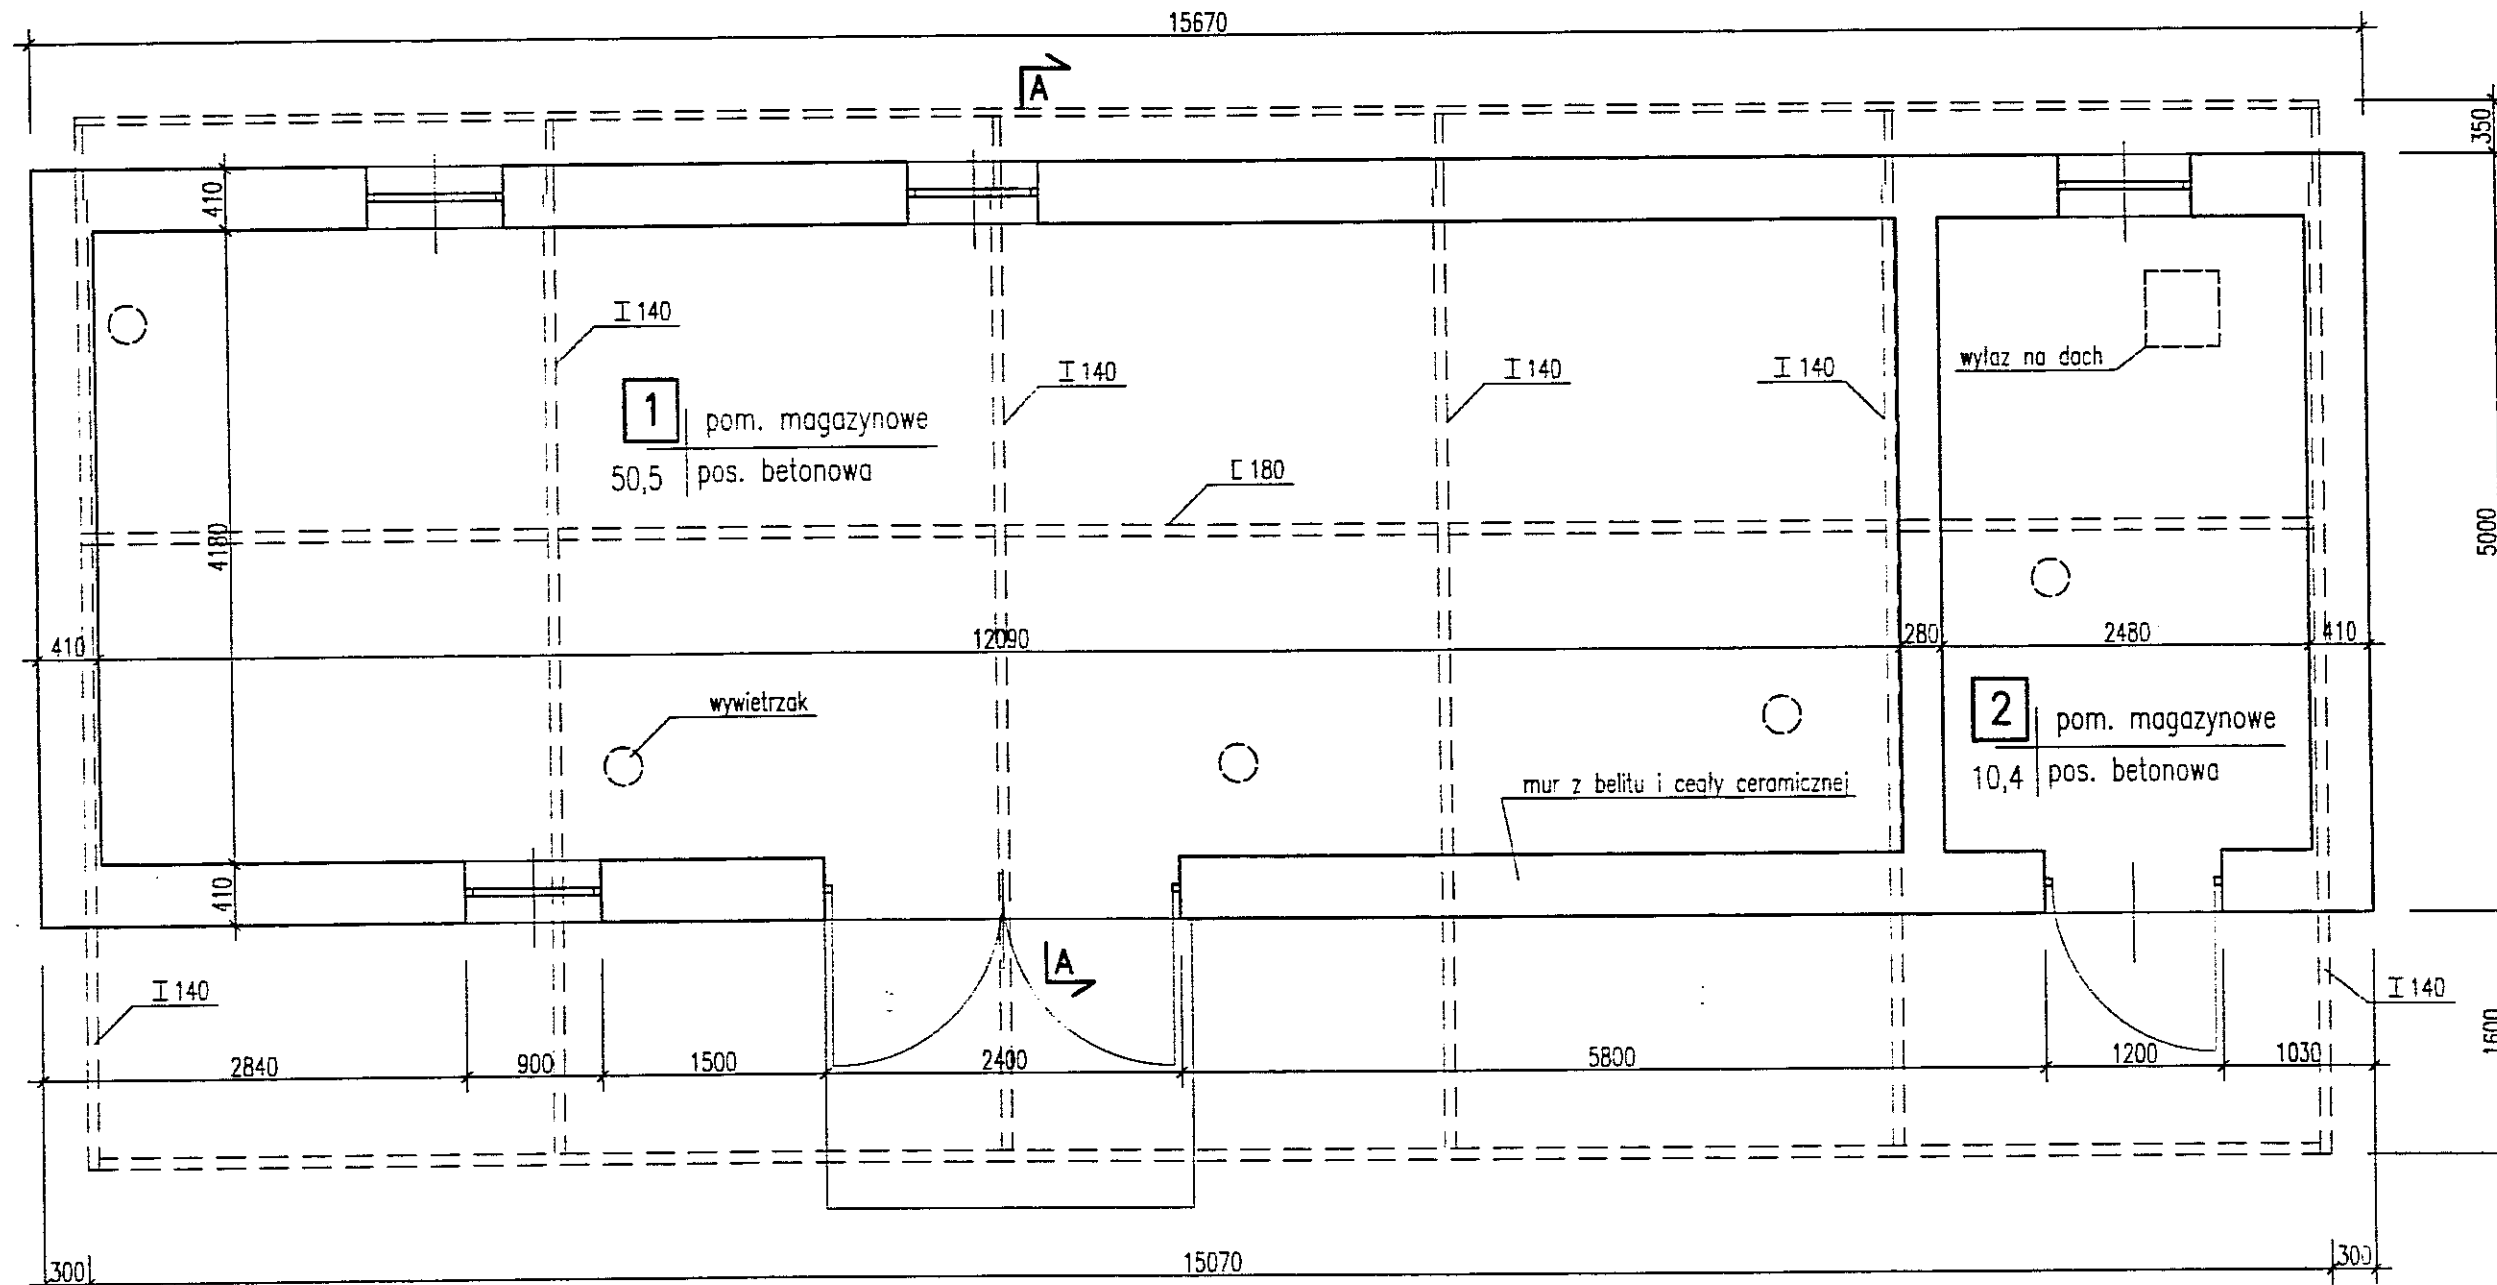 15670
A
350
410
I 140
wyłaz na dach
I 140
I 140
I 140
1
pom. magazynowe
50,5
pos. betonowa
[ 180
4180
5000
410
12090
280
2480
410
wywietrzak
2
pom. magazynowe
10,4
pos. betonowa
mur z belitu i cegły ceramicznej
410
A
I 140
I 140
1600
2840
900
1500
2400
5800
1200
1030
300
15070
300